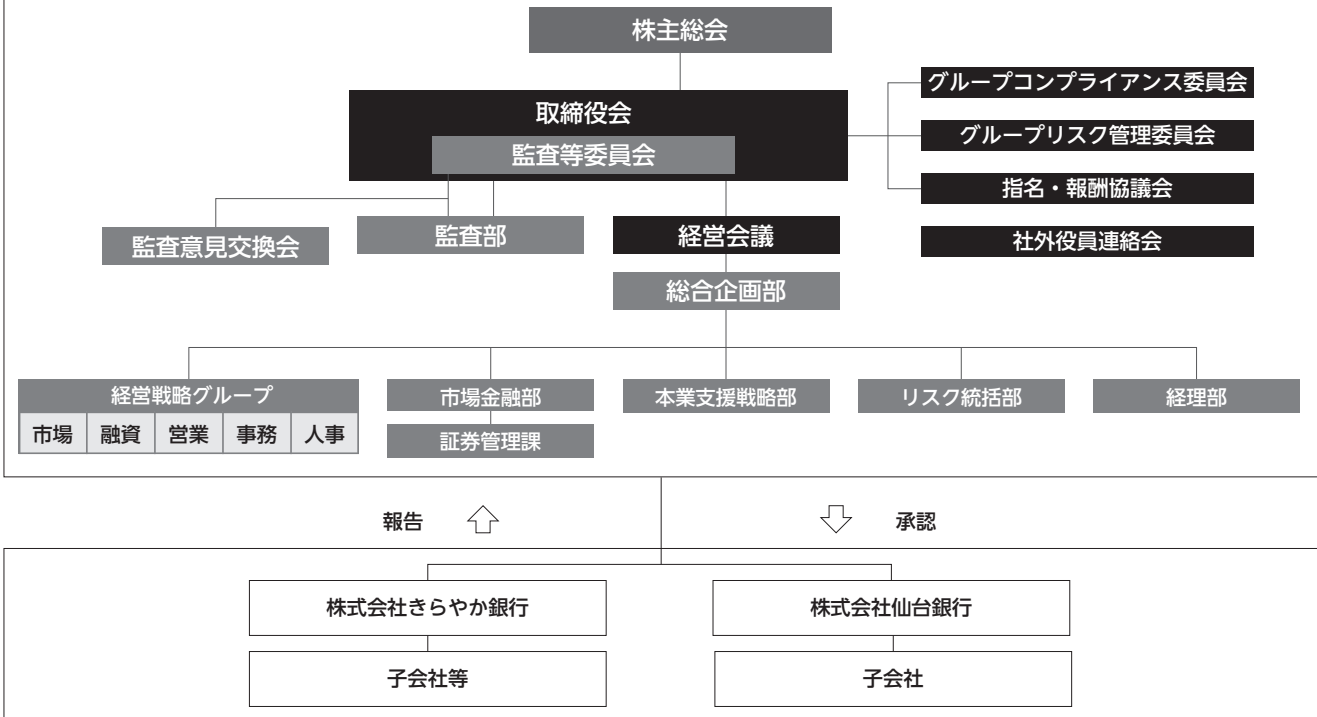 株主総会
取締役会
監査等委員会
グループコンプライアンス委員会
グループリスク管理委員会
指名・報酬協議会
社外役員連絡会
監査意見交換会
監査部
経営会議
総合企画部
経営戦略グループ
市場 融資 営業 事務 人事
市場金融部
証券管理課
本業支援戦略部
リスク統括部
経理部
報告
承認
株式会社きらやか銀行
株式会社仙台銀行
子会社等
子会社